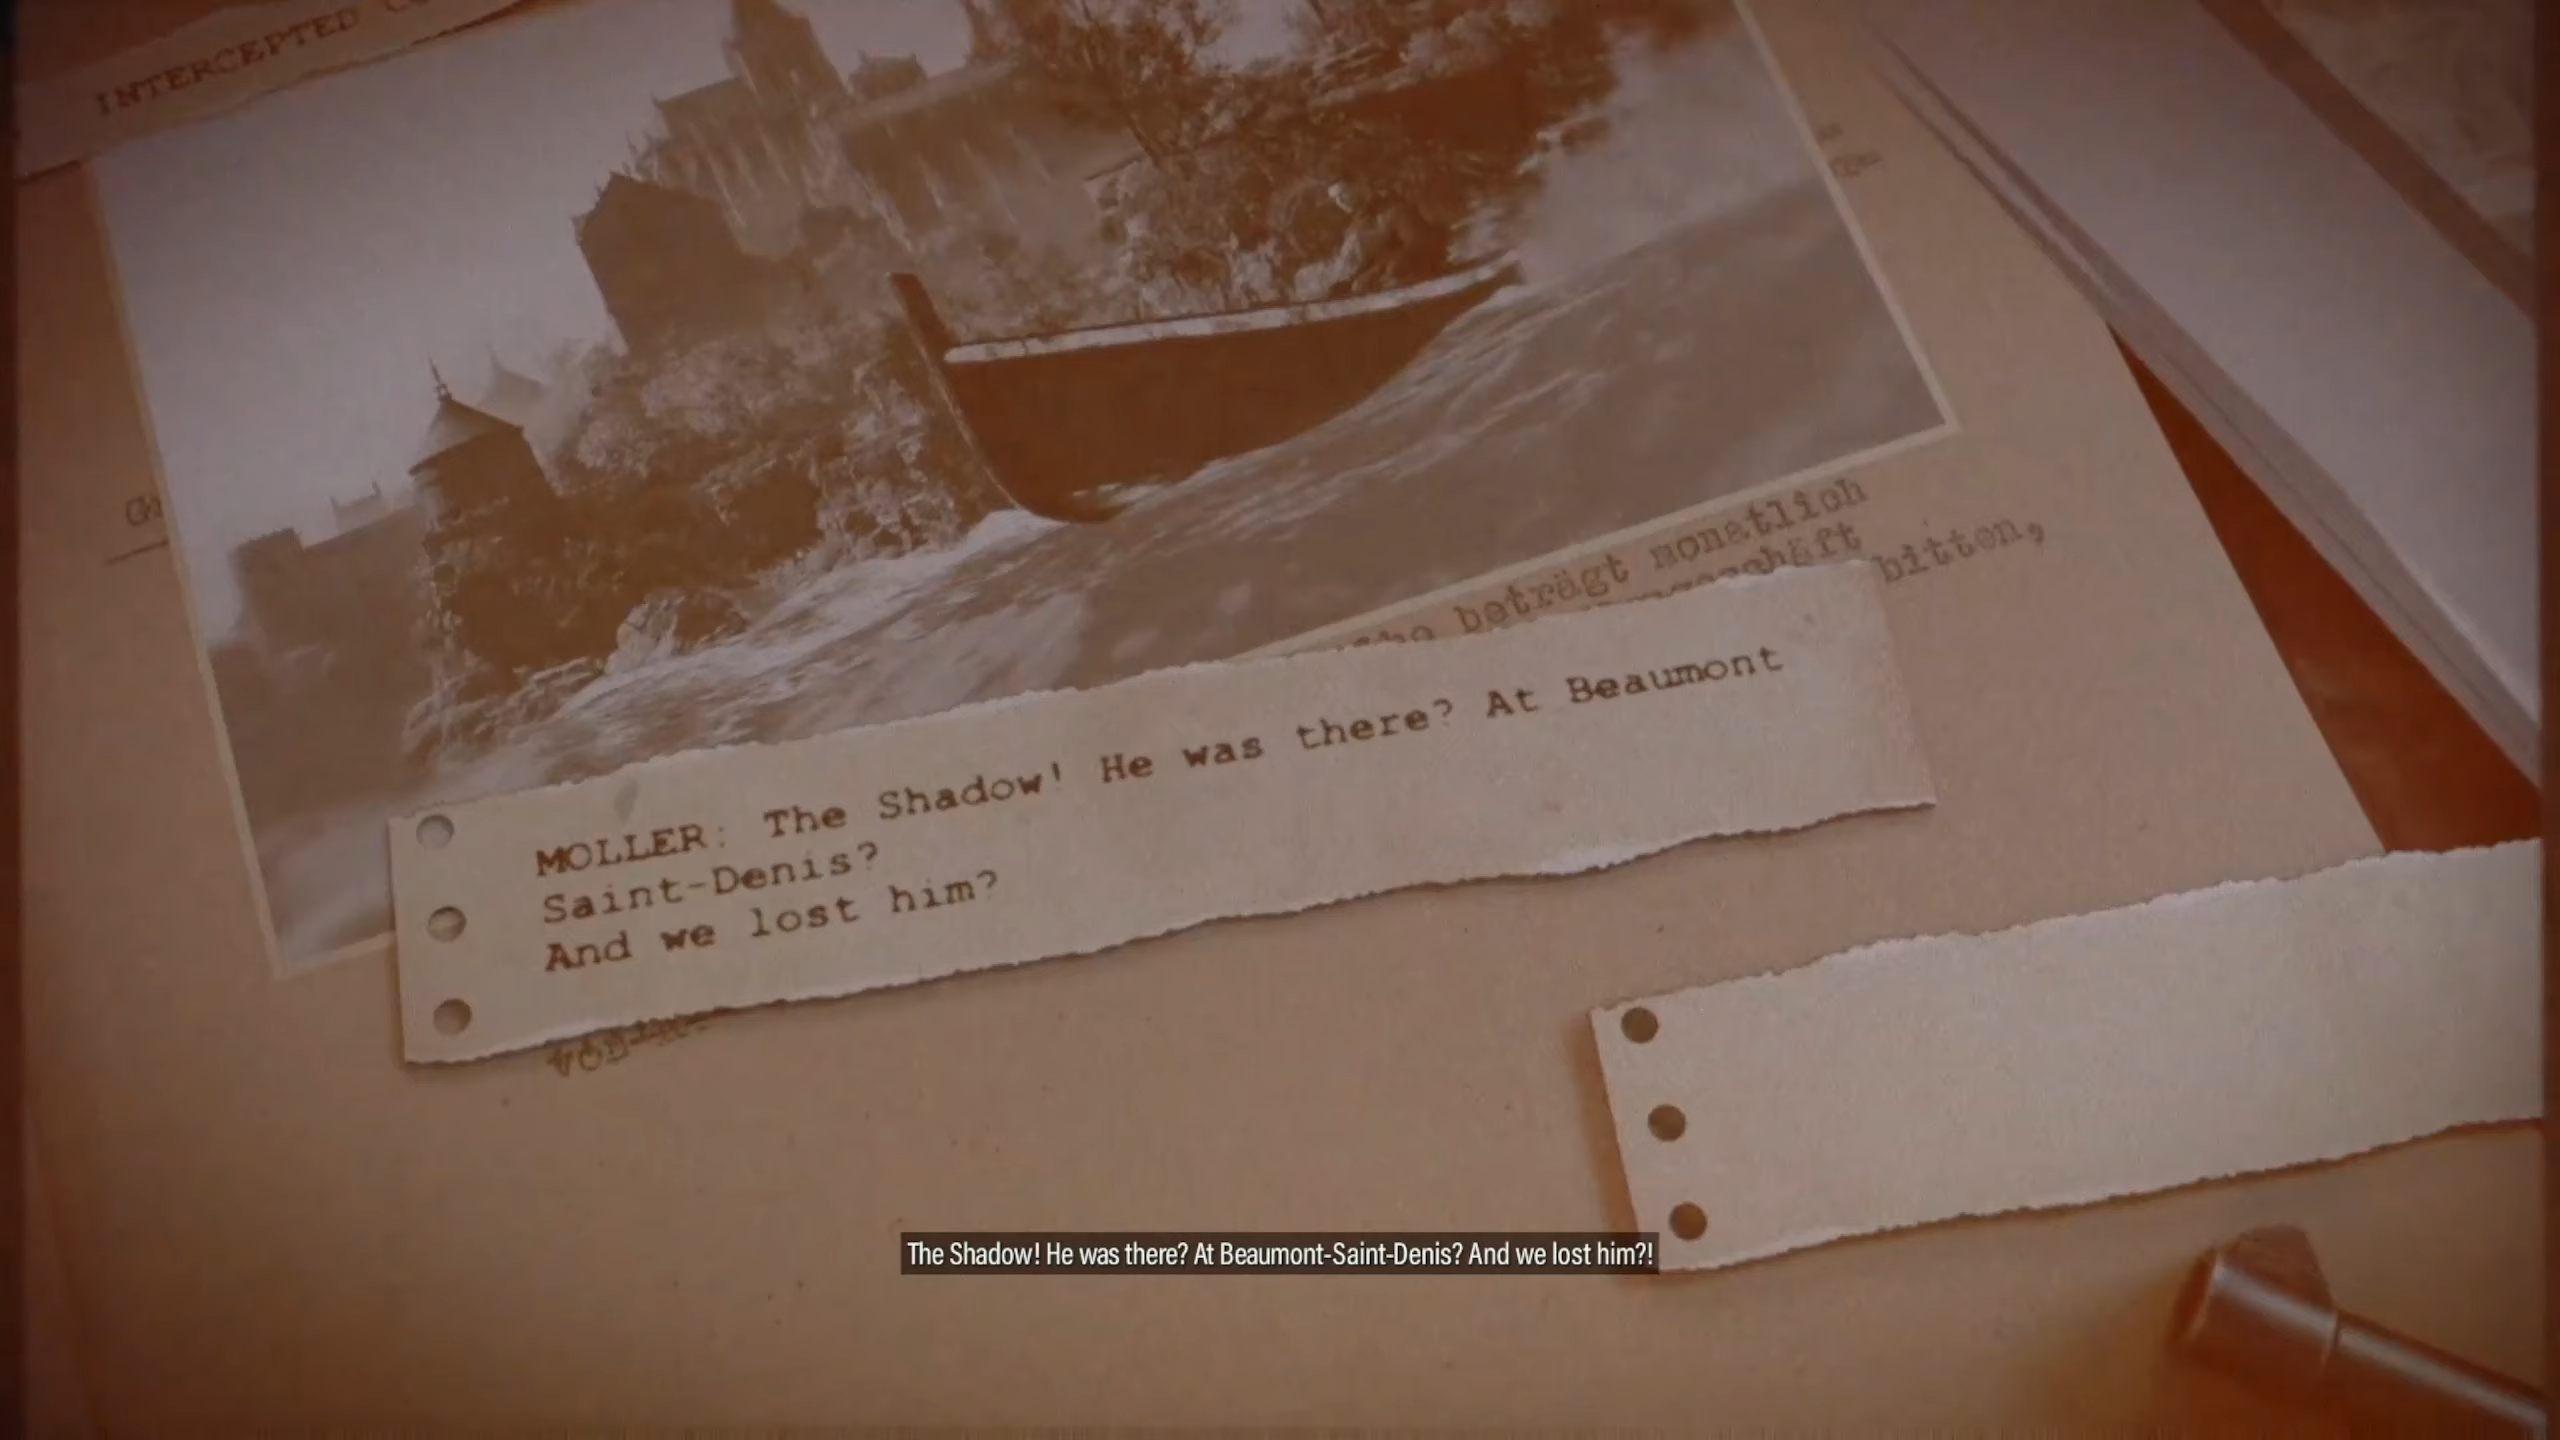 INTERCEPTED
beträgt monatlich
bitten,
MOLLER: The Shadow! He was there? At Beaumont
Saint-Denis?
And we lost him?
The Shadow! He was there? At Beaumont-Saint-Denis? And we lost him?!